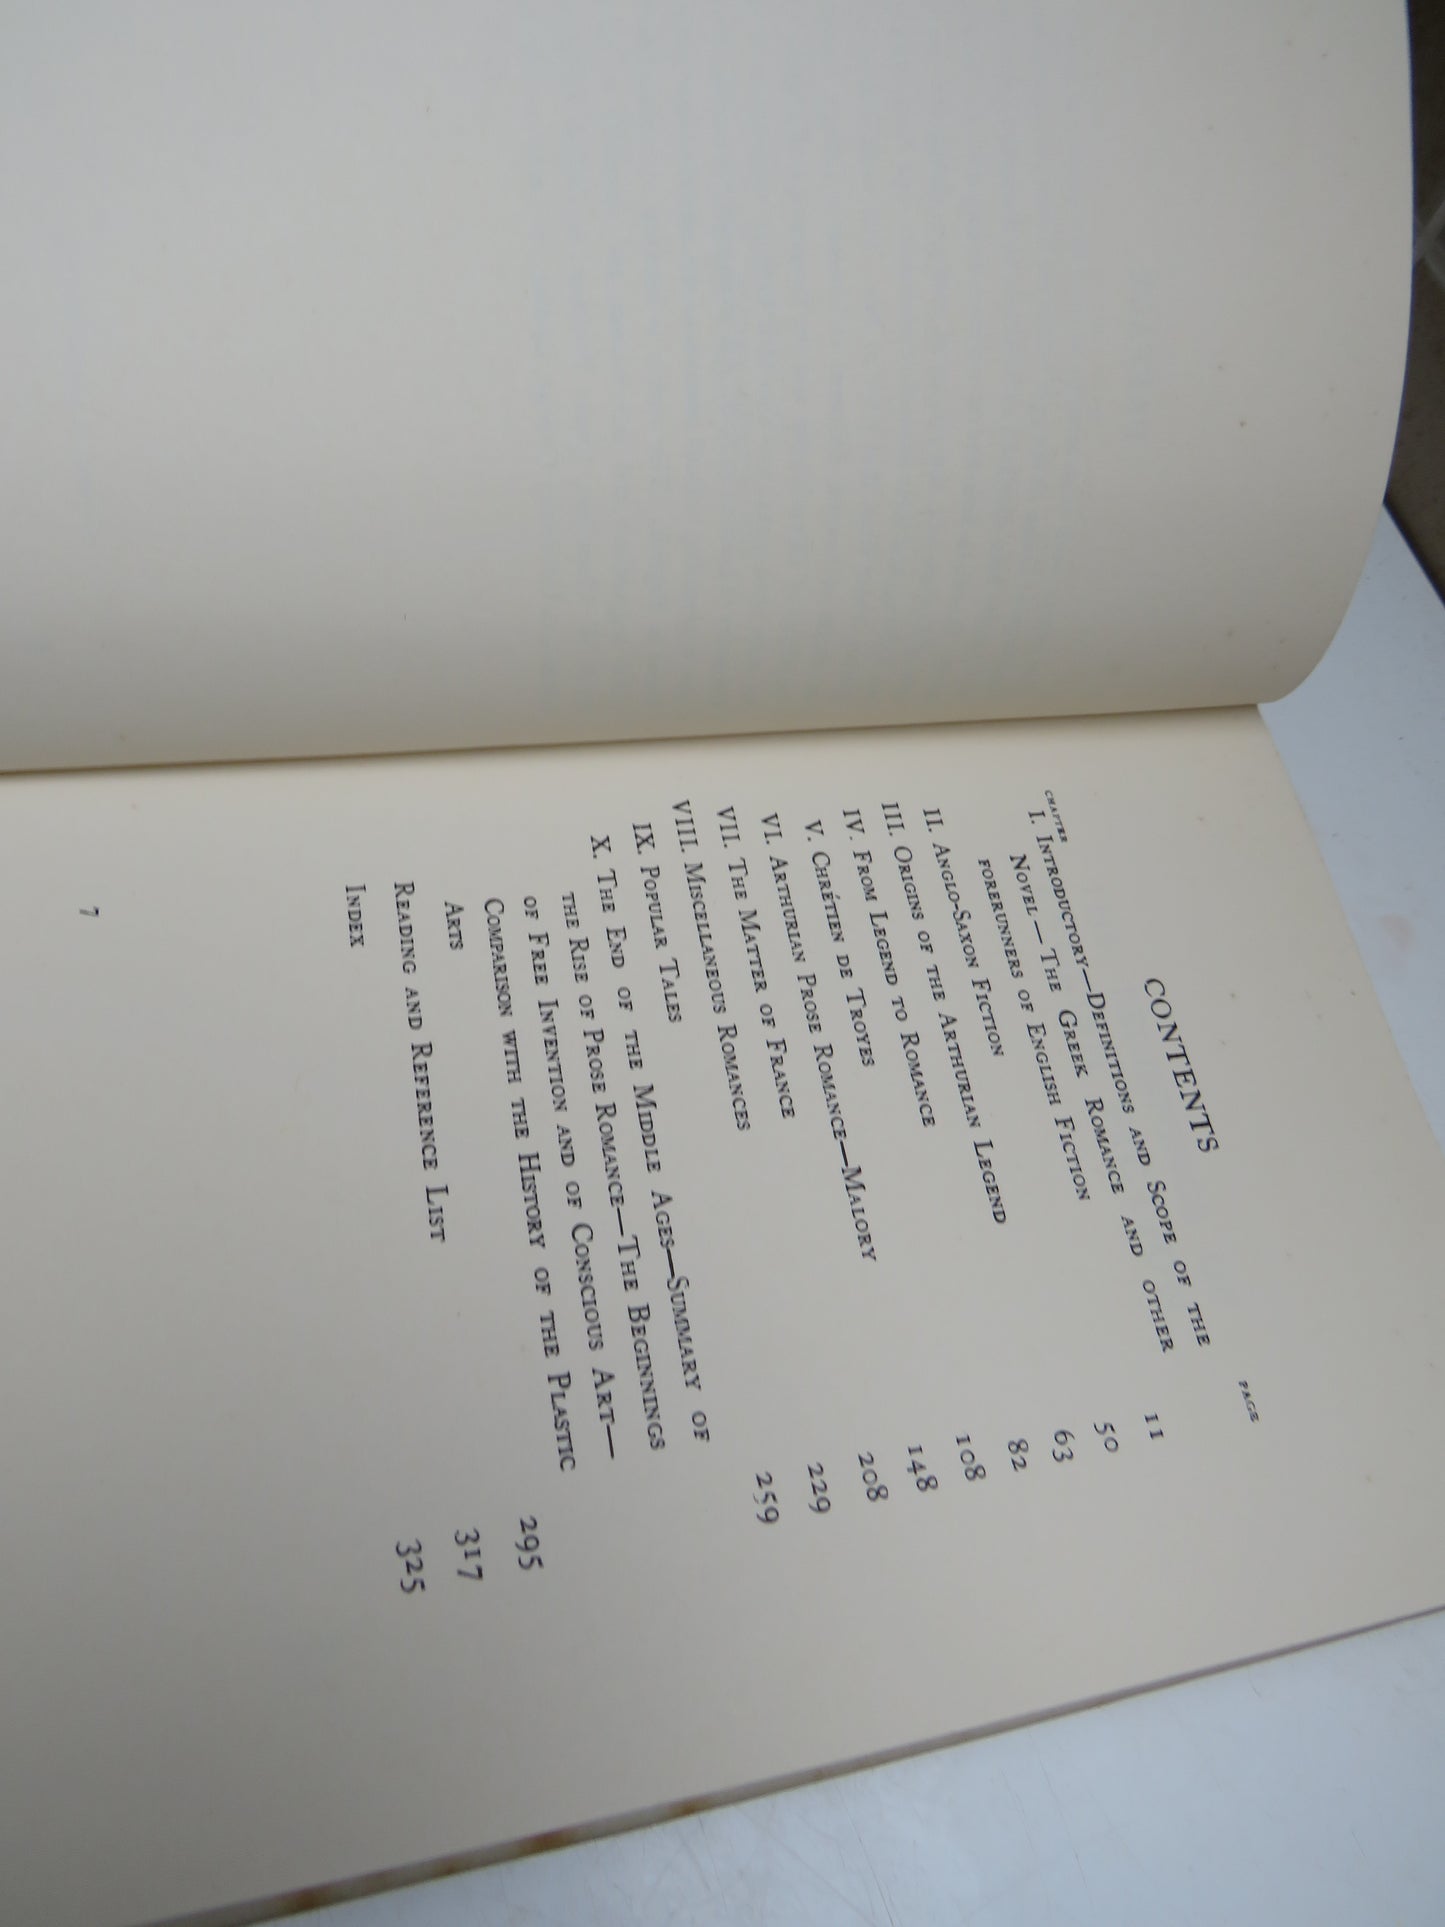 CONTENTS
CHAPTER PAGE
I. INTRODUCTORY—DEFINITIONS AND SCOPE OF THE
NOVEL—THE GREEK ROMANCE AND OTHER
FORERUNNERS OF ENGLISH FICTION 11
II. ANGLO-SAXON FICTION 50
III. ORIGINS OF THE ARTHURIAN LEGEND 63
IV. FROM LEGEND TO ROMANCE 82
V. CHRÉTIEN DE TROYES 108
VI. ARTHURIAN PROSE ROMANCE—MALORY 148
VII. THE MATTER OF FRANCE 208
VIII. MISCELLANEOUS ROMANCES 229
IX. POPULAR TALES 259
X. THE END OF THE MIDDLE AGES—SUMMARY OF
THE RISE OF PROSE ROMANCE—THE BEGINNINGS
OF FREE INVENTION AND OF CONSCIOUS ART—
COMPARISON WITH THE HISTORY OF THE PLASTIC
ARTS 295
READING AND REFERENCE LIST 317
INDEX 325
7